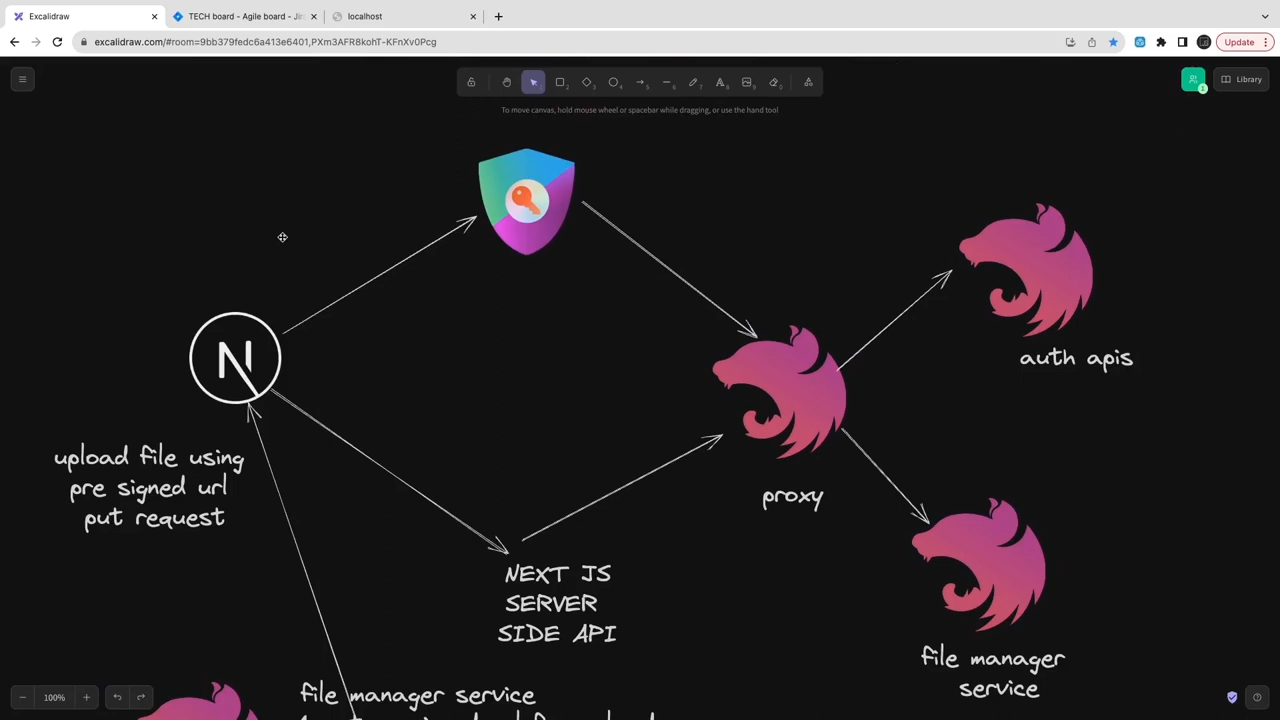 Excalidraw
TECH board - Agile board - Jir
localhost
excalidraw.com/#room=9bb379fedc6a413e6401,PXm3AFR8kohT-KFnXv0Pcg
Update
Library
To move canvas, hold mouse wheel or spacebar while dragging, or use the hand tool
auth apis
upload file using
pre signed url
put request
proxy
NEXT JS
SERVER
SIDE API
file manager
service
file manager service
100%